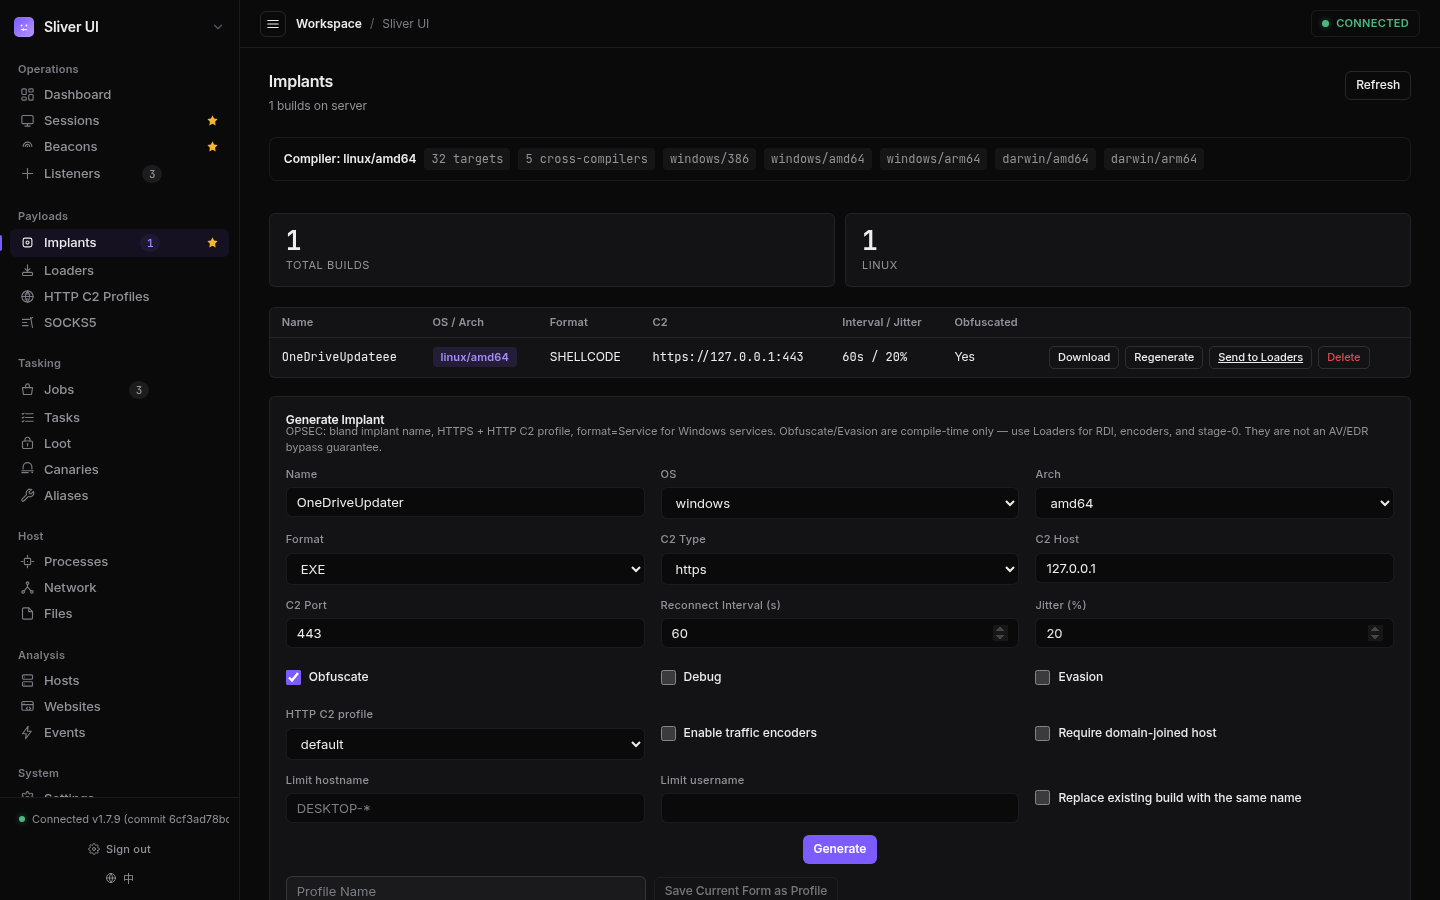 Sliver UI
Operations
Dashboard
Sessions
Beacons
Listeners 3
Payloads
Implants 1
Loaders
HTTP C2 Profiles
SOCKS5
Tasking
Jobs 3
Tasks
Loot
Canaries
Aliases
Host
Processes
Network
Files
Analysis
Hosts
Websites
Events
System
Settings
Connected v1.7.9 (commit 6cf3ad78bc
Sign out
中
Workspace / Sliver UI
CONNECTED
Implants
1 builds on server
Refresh
Compiler: linux/amd64 32 targets 5 cross-compilers windows/386 windows/amd64 windows/arm64 darwin/amd64 darwin/arm64
1
TOTAL BUILDS
1
LINUX
Name OS / Arch Format C2 Interval / Jitter Obfuscated
OneDriveUpdateee linux/amd64 SHELLCODE https://127.0.0.1:443 60s / 20% Yes Download Regenerate Send to Loaders Delete
Generate Implant
OPSEC: bland implant name, HTTPS + HTTP C2 profile, format=Service for Windows services. Obfuscate/Evasion are compile-time only — use Loaders for RDI, encoders, and stage-0. They are not an AV/EDR
bypass guarantee.
Name OS Arch
OneDriveUpdater windows amd64
Format C2 Type C2 Host
EXE https 127.0.0.1
C2 Port Reconnect Interval (s) Jitter (%)
443 60 20
Obfuscate Debug Evasion
HTTP C2 profile
default Enable traffic encoders Require domain-joined host
Limit hostname Limit username
DESKTOP-* Replace existing build with the same name
Generate
Profile Name Save Current Form as Profile